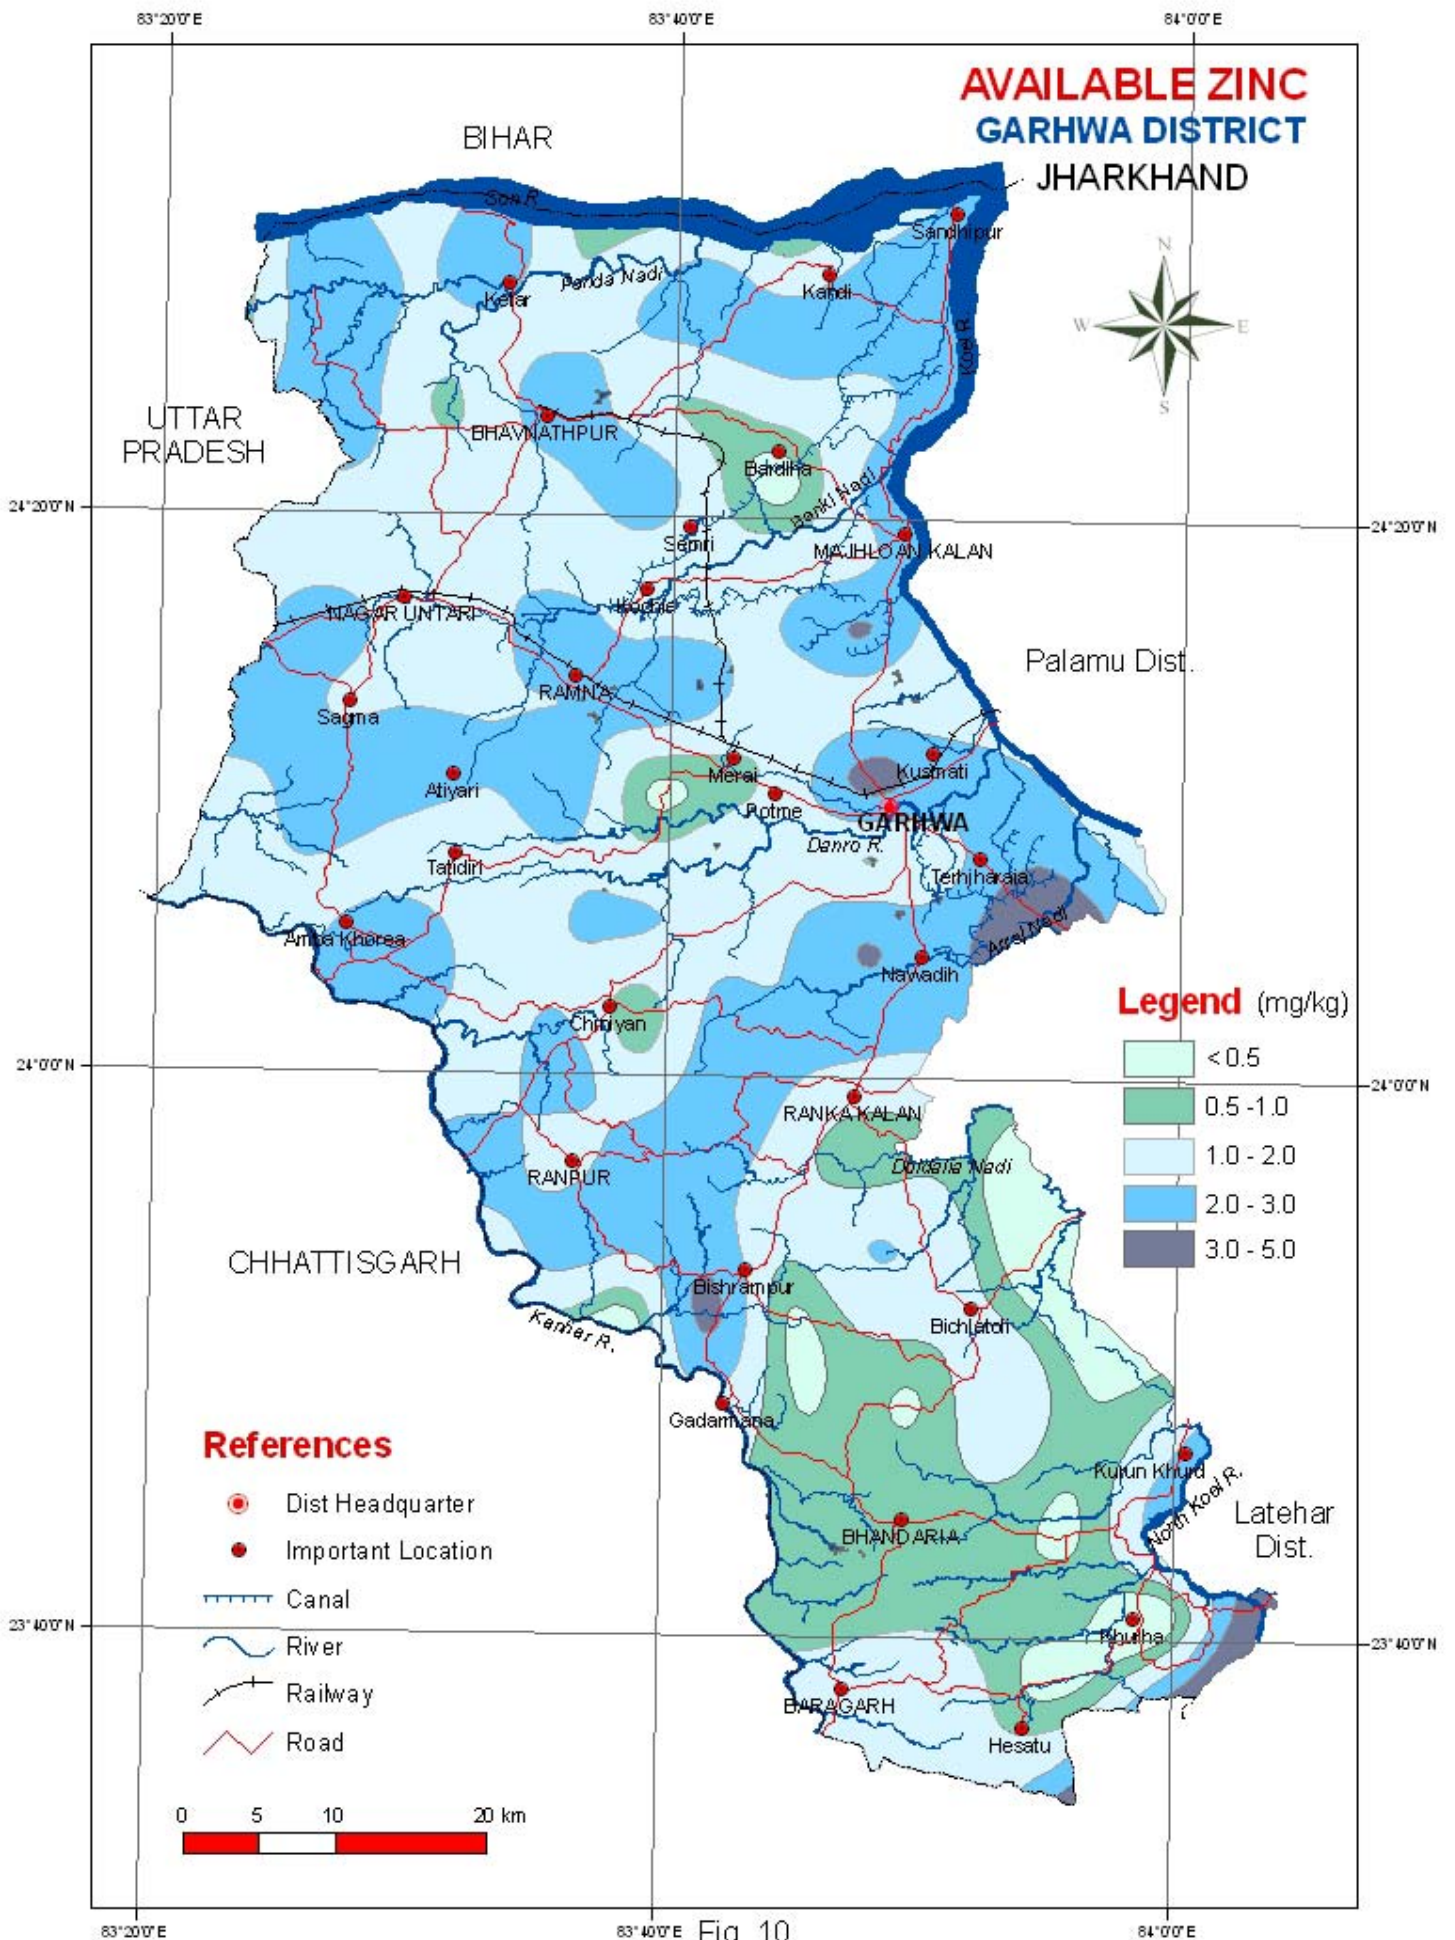 83°20'0"E
83°40'0"E
84°0'0"E
AVAILABLE ZINC
GARHWA DISTRICT
JHARKHAND
BIHAR
Son R
Sandhipur
Panda Nadi
Ketar
Kandi
N
W
E
S
Koel R
UTTAR
PRADESH
BHAVNATHPUR
Bardiha
Banki Nadi
24°20'0"N
24°20'0"N
Semri
MAJHLOAN KALAN
NAGAR UNTARI
Palamu Dist.
RAMNA
Sagma
Merai
Kusmati
Atiyari
Potme
GARHWA
Danro R.
Tatidiri
Amba Khorea
Nawadih
Chiniyan
Legend (mg/kg)
< 0.5
0.5 -1.0
1.0 - 2.0
2.0 - 3.0
3.0 - 5.0
24°0'0"N
24°0'0"N
RANKA KALAN
RANPUR
CHHATTISGARH
Bishrampur
Kanhar R.
References
Dist Headquarter
Important Location
Canal
River
Railway
Road
BHANDARIA
North Koel R.
Latehar
Dist.
23°40'0"N
23°40'0"N
BARAGARH
Hesatu
0 5 10 20 km
83°20'0"E
83°40'0"E
84°0'0"E
Fig. 10